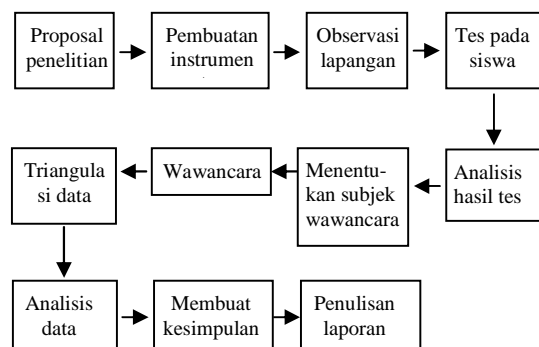 Proposal
penelitian
Pembuatan
instrumen
Observasi
lapangan
Tes pada
siswa
Analisis
hasil tes
Menentu-
kan subjek
wawancara
Wawancara
Triangula
si data
Analisis
data
Membuat
kesimpulan
Penulisan
laporan